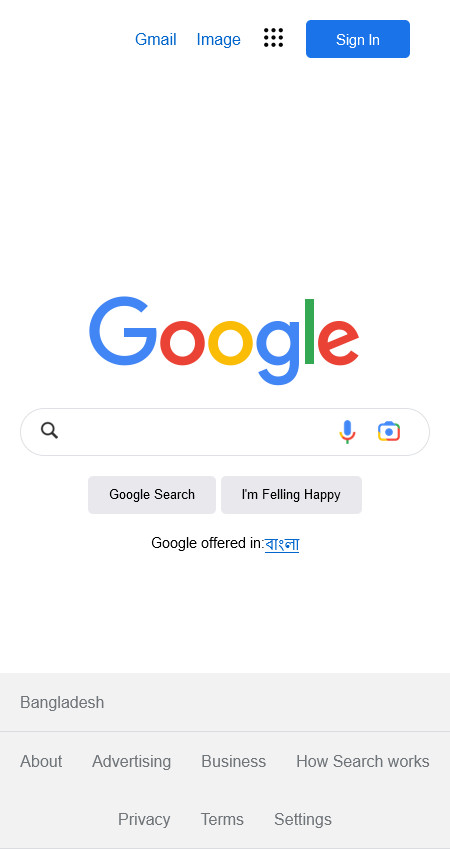 Gmail Image Sign In
Google
Google Search I'm Felling Happy
Google offered in:বাংলা
Bangladesh
About Advertising Business How Search works
Privacy Terms Settings